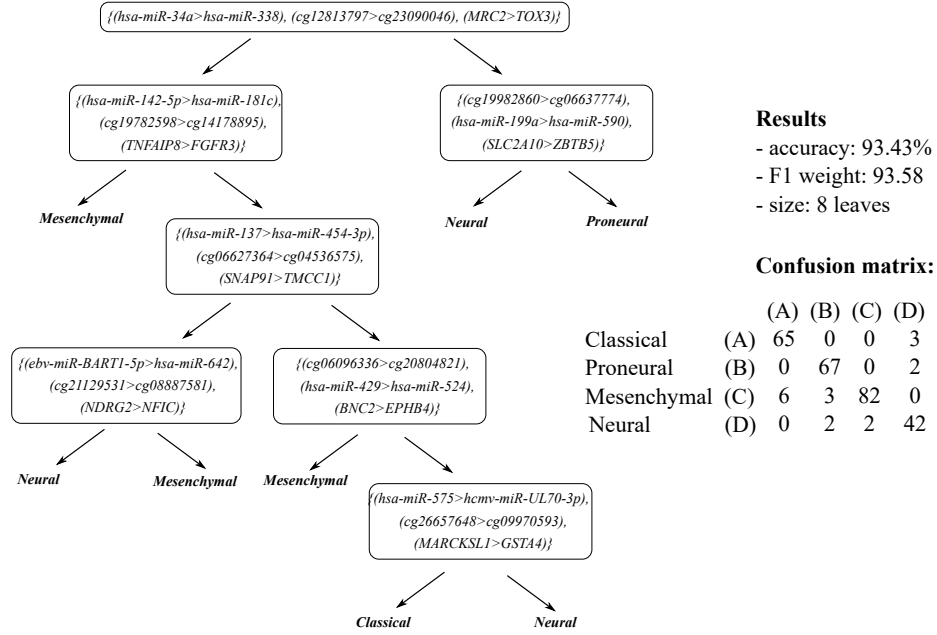 {(hsa-miR-34a>hsa-miR-338), (cg12813797>cg23090046), (MRC2>TOX3)}
{(hsa-miR-142-5p>hsa-miR-181c),
(cg19782598>cg14178895),
(TNFAIP8>FGFR3)}
{(cg19982860>cg06637774),
(hsa-miR-199a>hsa-miR-590),
(SLC2A10>ZBTB5)}
Mesenchymal
Neural
Proneural
{(hsa-miR-137>hsa-miR-454-3p),
(cg06627364>cg04536575),
(SNAP91>TMCC1)}
{(ebv-miR-BART1-5p>hsa-miR-642),
(cg21129531>cg08887581),
(NDRG2>NFIC)}
{(cg06096336>cg20804821),
(hsa-miR-429>hsa-miR-524),
(BNC2>EPHB4)}
Neural
Mesenchymal
Mesenchymal
{(hsa-miR-575>hcmv-miR-UL70-3p),
(cg26657648>cg09970593),
(MARCKSL1>GSTA4)}
Classical
Neural
Results
- accuracy: 93.43%
- F1 weight: 93.58
- size: 8 leaves
Confusion matrix:
(A) (B) (C) (D)
Classical (A) 65 0 0 3
Proneural (B) 0 67 0 2
Mesenchymal (C) 6 3 82 0
Neural (D) 0 2 2 42